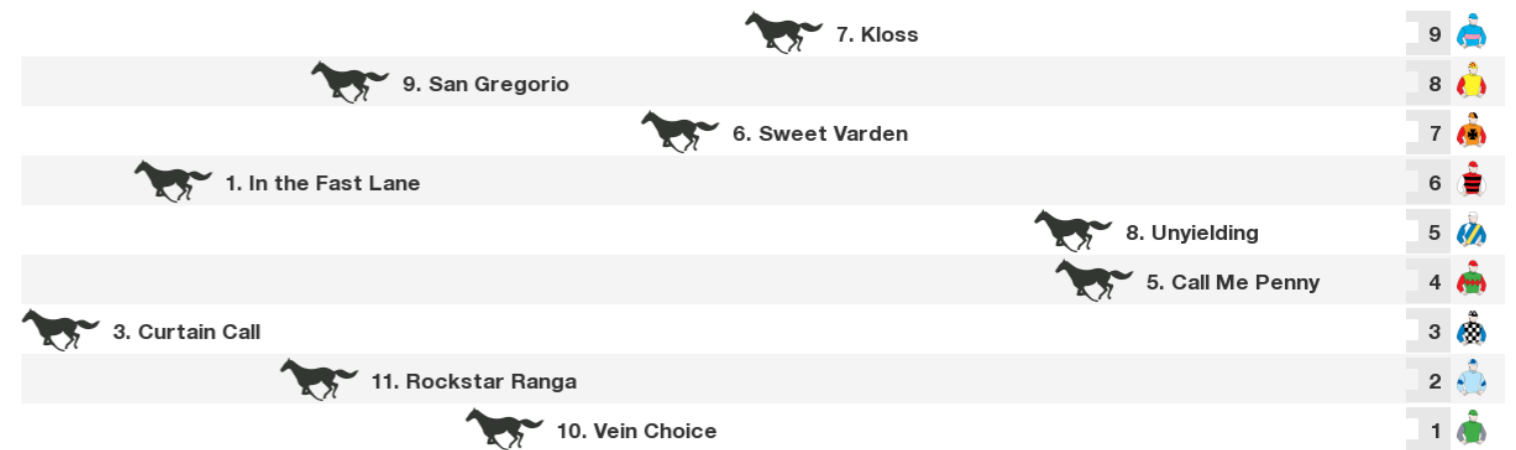 7. Kloss 9
9. San Gregorio 8
6. Sweet Varden 7
1. In the Fast Lane 6
8. Unyielding 5
5. Call Me Penny 4
3. Curtain Call 3
11. Rockstar Ranga 2
10. Vein Choice 1